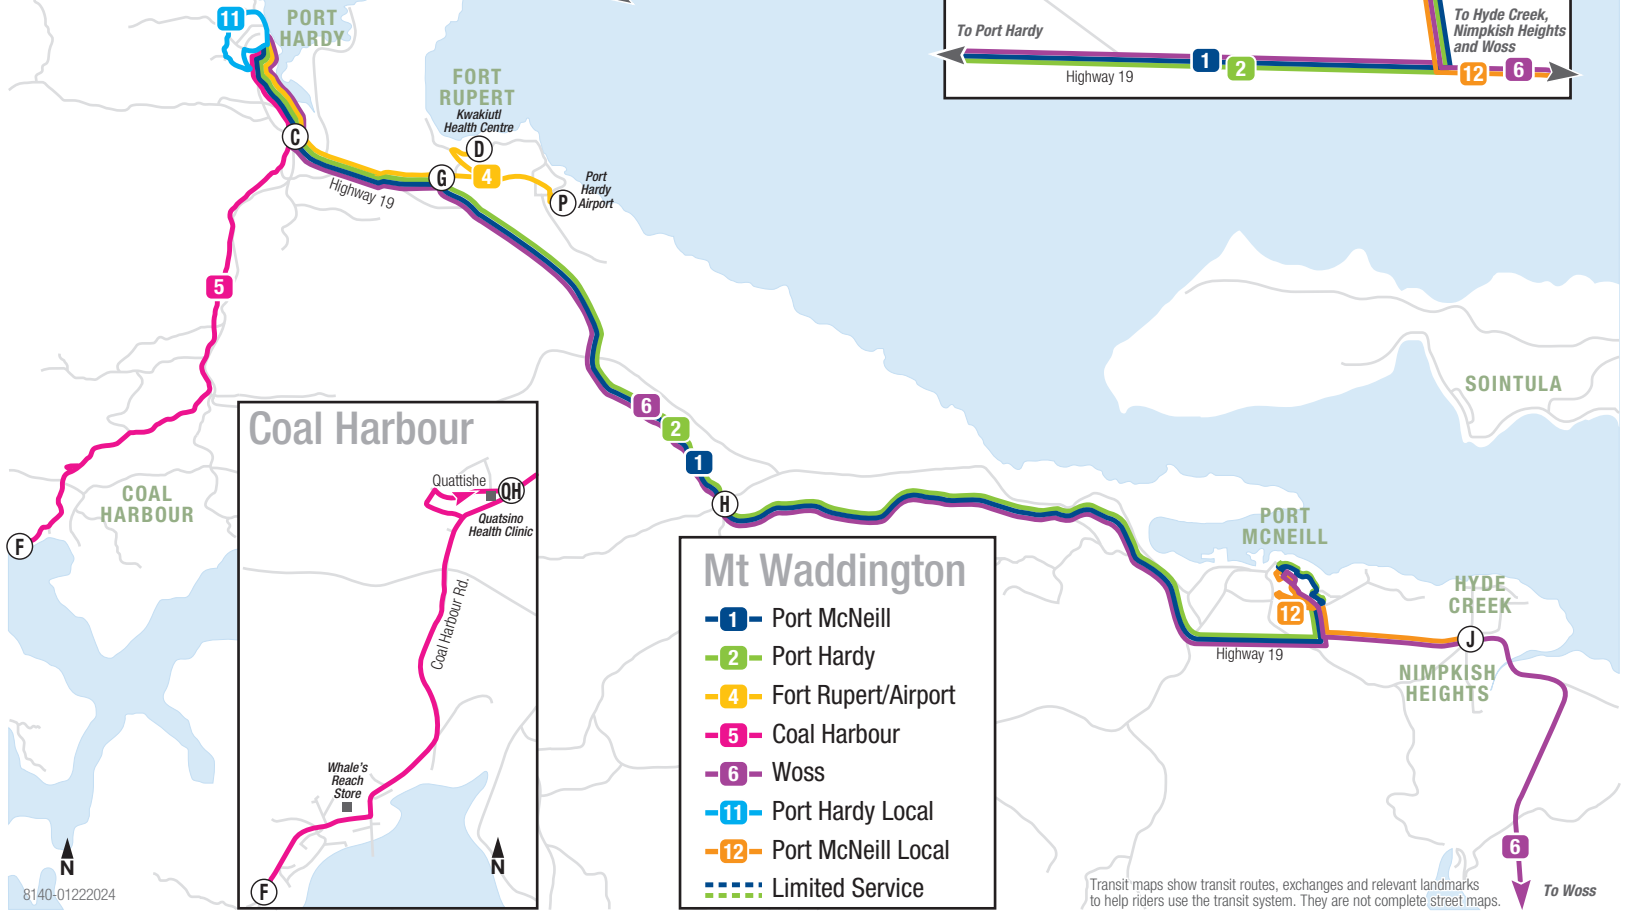 11
PORT
HARDY
C
FORT
RUPERT
Kwakiutl
Health Centre
D
G
4
P
Port
Hardy
Airport
Highway 19
5
To Port Hardy
Highway 19
1
2
To Hyde Creek,
Nimpkish Heights
and Woss
12
6
SOINTULA
6
2
1
H
COAL
HARBOUR
F
Coal Harbour
Quattishe
QH
Quatsino
Health Clinic
Coal Harbour Rd.
Whale's
Reach
Store
F
N
Mt Waddington
1 Port McNeill
2 Port Hardy
4 Fort Rupert/Airport
5 Coal Harbour
6 Woss
11 Port Hardy Local
12 Port McNeill Local
Limited Service
PORT
MCNEILL
12
Highway 19
HYDE
CREEK
J
NIMPKISH
HEIGHTS
6
To Woss
N
8140-01222024
Transit maps show transit routes, exchanges and relevant landmarks
to help riders use the transit system. They are not complete street maps.